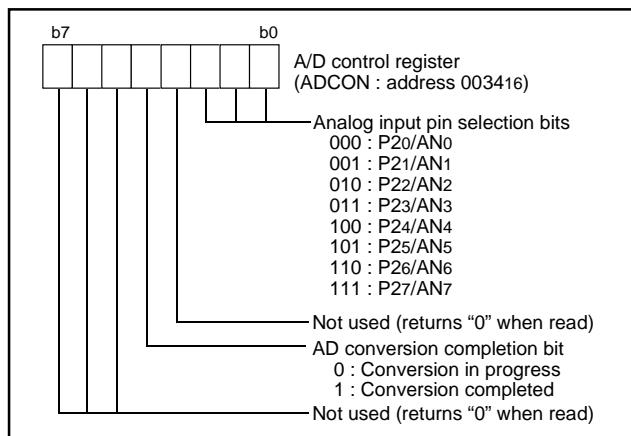 b7 b0
A/D control register
(ADCON : address 003416)
Analog input pin selection bits
000 : P20/AN0
001 : P21/AN1
010 : P22/AN2
011 : P23/AN3
100 : P24/AN4
101 : P25/AN5
110 : P26/AN6
111 : P27/AN7
Not used (returns “0” when read)
AD conversion completion bit
0 : Conversion in progress
1 : Conversion completed
Not used (returns “0” when read)